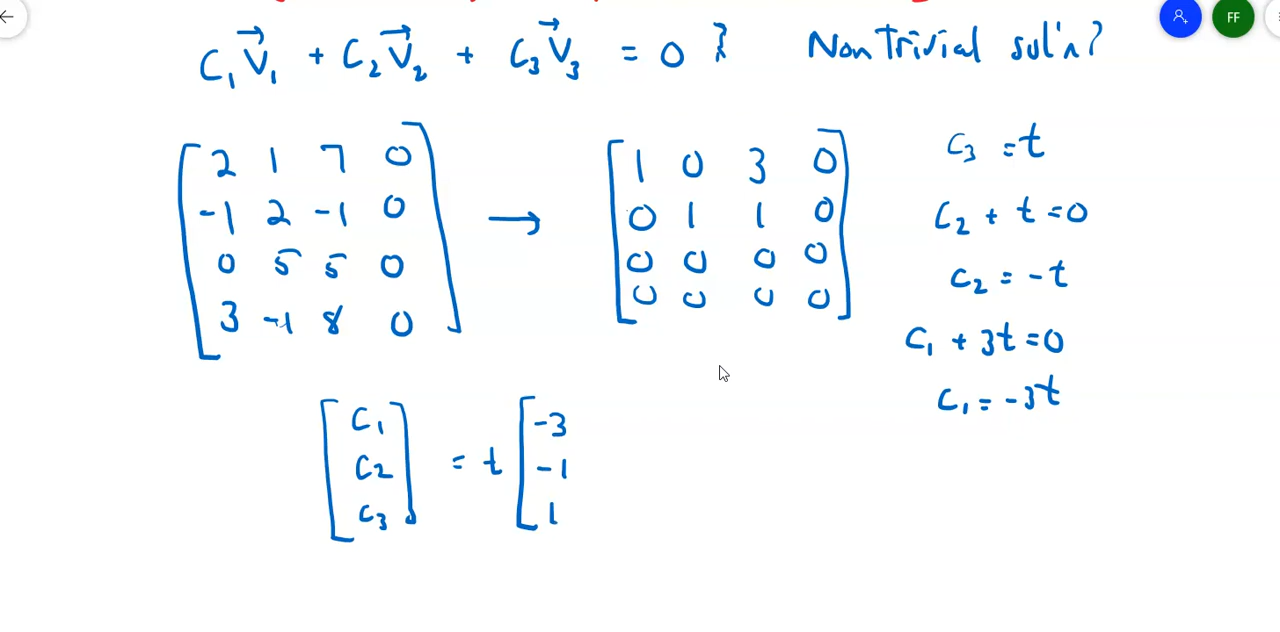 FF
C₁V⃗₁ + C₂V⃗₂ + C₃V⃗₃ = 0 } Nontrivial sol'n?
[2 1 7 0
-1 2 -1 0
0 5 5 0
3 -1 8 0]
→
[1 0 3 0
0 1 1 0
0 0 0 0
0 0 0 0]
C₃ = t
C₂ + t = 0
C₂ = -t
C₁ + 3t = 0
C₁ = -3t
[C₁
C₂
C₃]
= t
[-3
-1
1